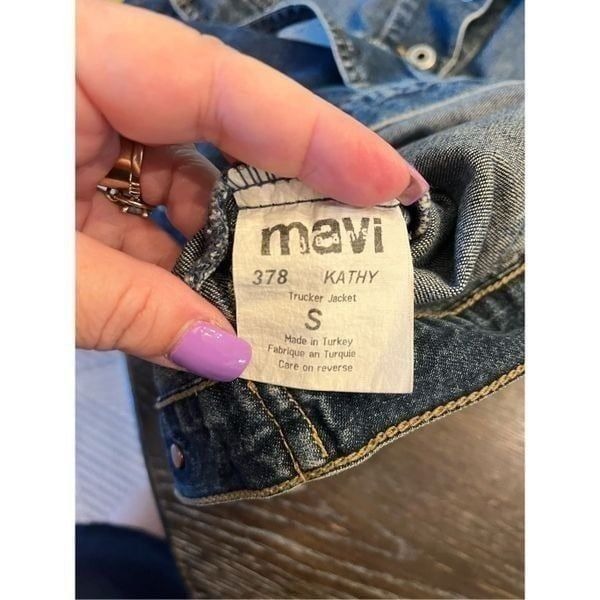 mavi
378 KATHY
Trucker Jacket
S
Made in Turkey
Fabrique an Turquie
Care on reverse